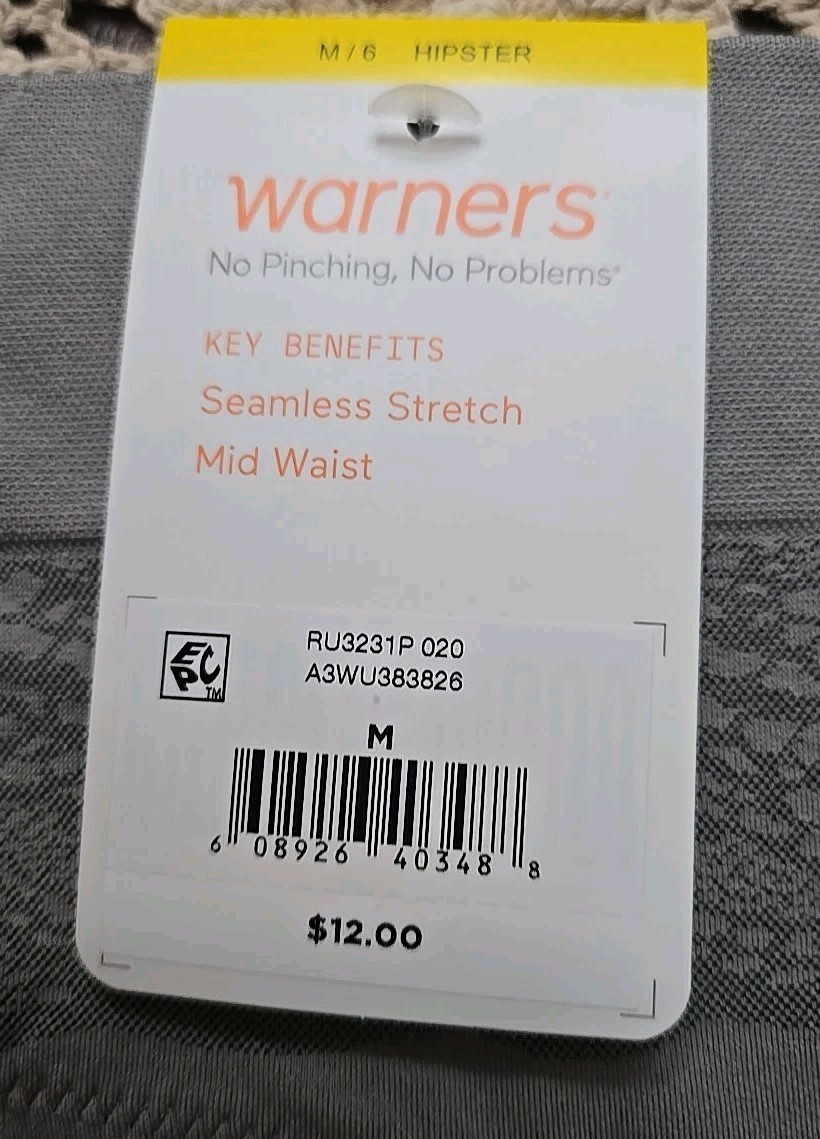 M / 6 HIPSTER
warners®
No Pinching, No Problems®
KEY BENEFITS
Seamless Stretch
Mid Waist
EC
P TM
RU3231P 020
A3WU383826
M
6 08926 40348 8
$12.00